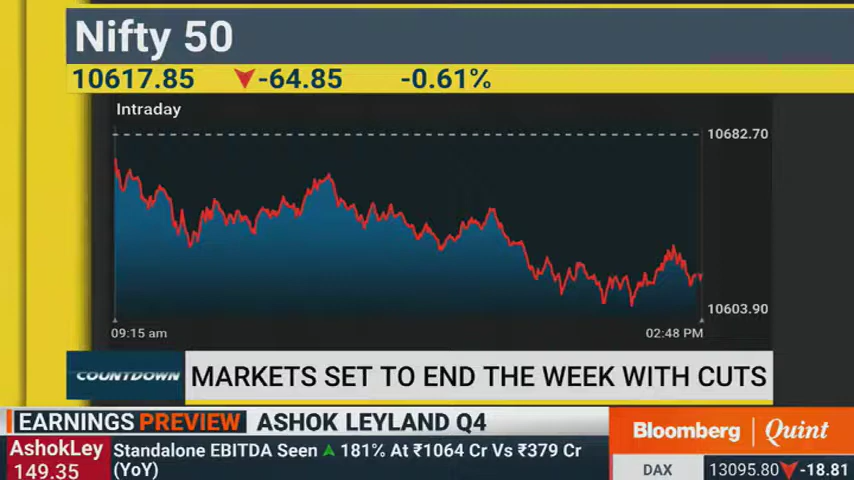 Nifty 50
10617.85 -64.85 -0.61%
Intraday
10682.70
10603.90
09:15 am 02:48 PM
COUNTDOWN MARKETS SET TO END THE WEEK WITH CUTS
EARNINGS PREVIEW ASHOK LEYLAND Q4
AshokLey
149.35
Standalone EBITDA Seen 181% At ₹1064 Cr Vs ₹379 Cr
(YoY)
Bloomberg | Quint
DAX 13095.80 -18.81